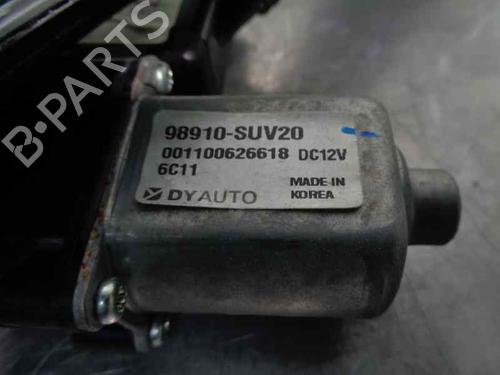 98910-SUV20
001100626618 DC12V
6C11
DYAUTO
MADE IN
KOREA
B-PARTS